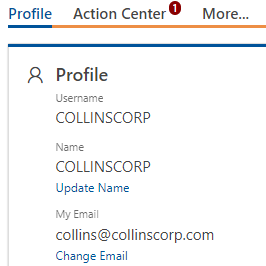 Profile Action Center 1 More...
Profile
Username
COLLINSCORP
Name
COLLINSCORP
Update Name
My Email
collins@collinscorp.com
Change Email